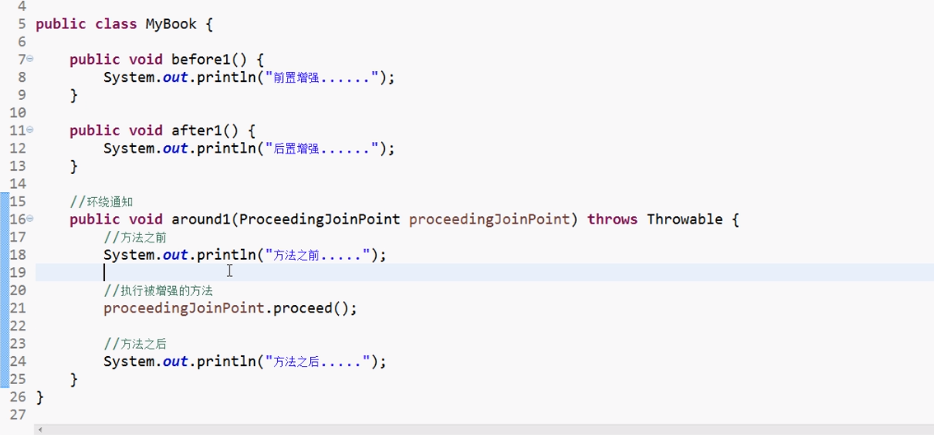 4
5 public class MyBook {
6
7 public void before1() {
8 System.out.println("前置增强......");
9 }
10
11 public void after1() {
12 System.out.println("后置增强......");
13 }
14
15 //环绕通知
16 public void around1(ProceedingJoinPoint proceedingJoinPoint) throws Throwable {
17 //方法之前
18 System.out.println("方法之前.....");
19
20 //执行被增强的方法
21 proceedingJoinPoint.proceed();
22
23 //方法之后
24 System.out.println("方法之后.....");
25 }
26 }
27